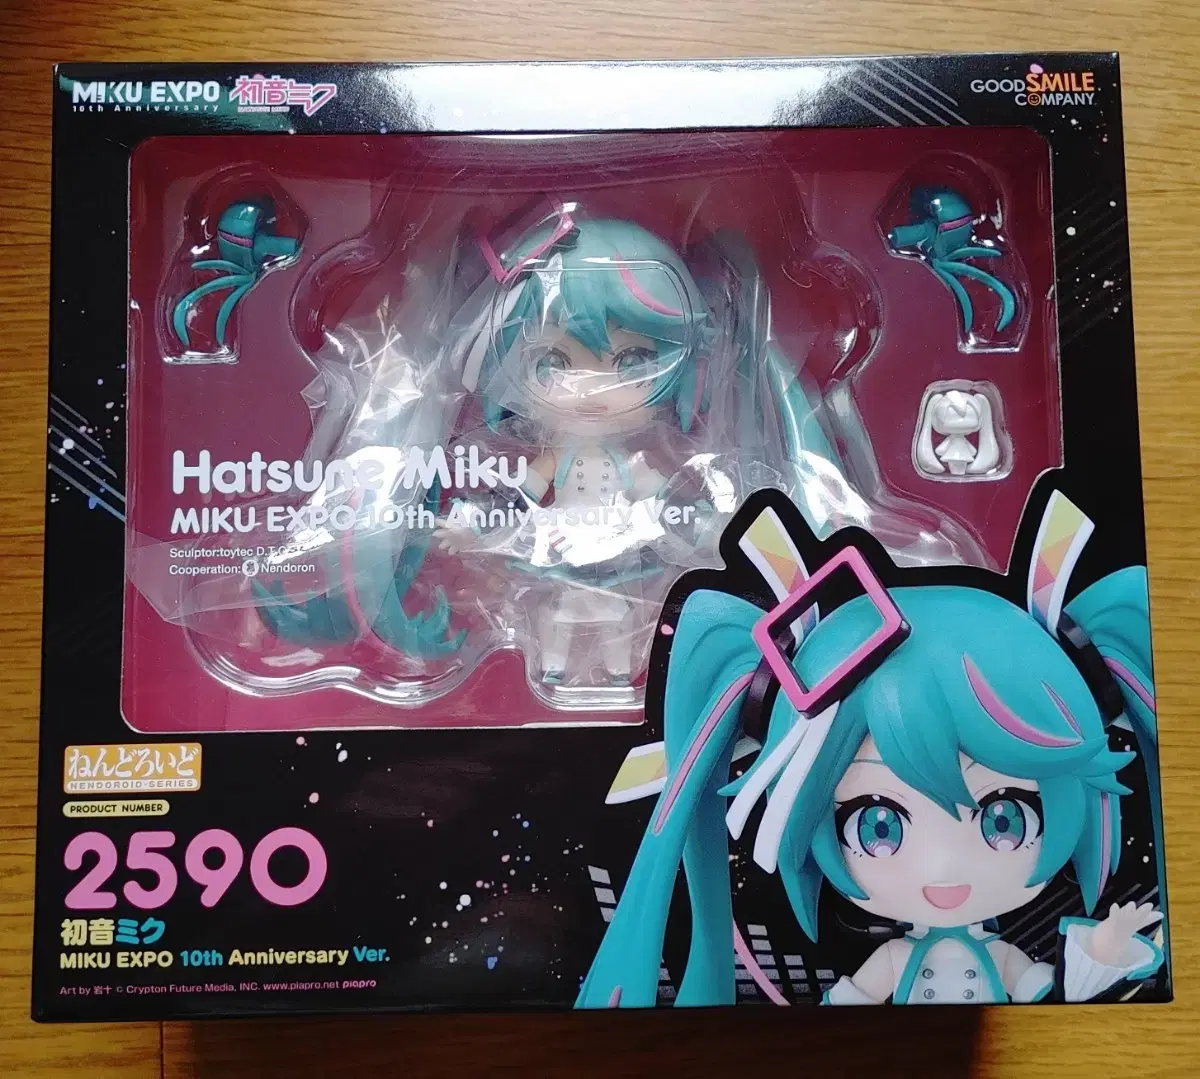 MIKU EXPO
10th Anniversary
初音ミク
HATSUNE MIKU
GOOD SMILE
COMPANY
Hatsune Miku
MIKU EXPO 10th Anniversary Ver.
Sculptor:toytec D.T.C
Cooperation: Nendoron
ねんどろいど
NENDOROID-SERIES
PRODUCT NUMBER
2590
初音ミク
MIKU EXPO 10th Anniversary Ver.
Art by 岩十 © Crypton Future Media, INC. www.piapro.net piapro